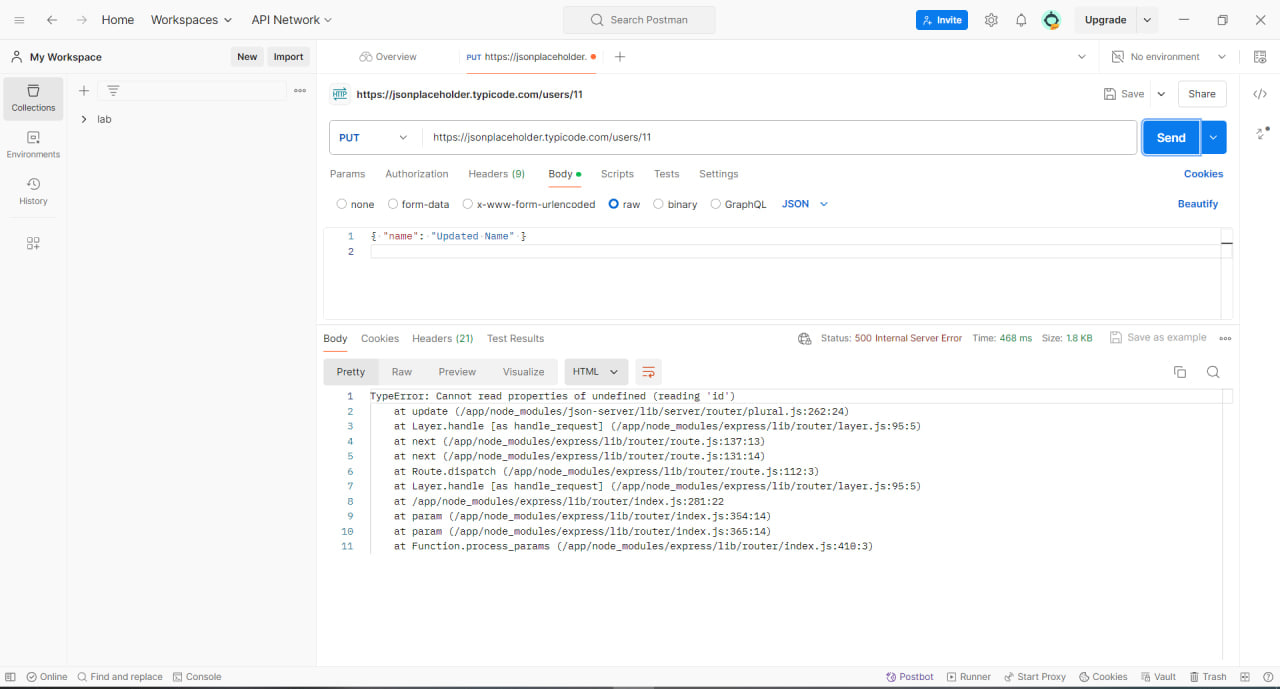 Home Workspaces API Network Search Postman Invite Upgrade
My Workspace New Import Overview PUT https://jsonplaceholder. No environment
Collections
lab
Environments
History
HTTP https://jsonplaceholder.typicode.com/users/11 Save Share
PUT https://jsonplaceholder.typicode.com/users/11 Send
Params Authorization Headers (9) Body Scripts Tests Settings Cookies
none form-data x-www-form-urlencoded raw binary GraphQL JSON Beautify
1 { "name": "Updated Name" }
2
Body Cookies Headers (21) Test Results Status: 500 Internal Server Error Time: 468 ms Size: 1.8 KB Save as example
Pretty Raw Preview Visualize HTML
1 TypeError: Cannot read properties of undefined (reading 'id')
2 at update (/app/node_modules/json-server/lib/server/router/plural.js:262:24)
3 at Layer.handle [as handle_request] (/app/node_modules/express/lib/router/layer.js:95:5)
4 at next (/app/node_modules/express/lib/router/route.js:137:13)
5 at next (/app/node_modules/express/lib/router/route.js:131:14)
6 at Route.dispatch (/app/node_modules/express/lib/router/route.js:112:3)
7 at Layer.handle [as handle_request] (/app/node_modules/express/lib/router/layer.js:95:5)
8 at /app/node_modules/express/lib/router/index.js:281:22
9 at param (/app/node_modules/express/lib/router/index.js:354:14)
10 at param (/app/node_modules/express/lib/router/index.js:365:14)
11 at Function.process_params (/app/node_modules/express/lib/router/index.js:410:3)
Online Find and replace Console Postbot Runner Start Proxy Cookies Vault Trash